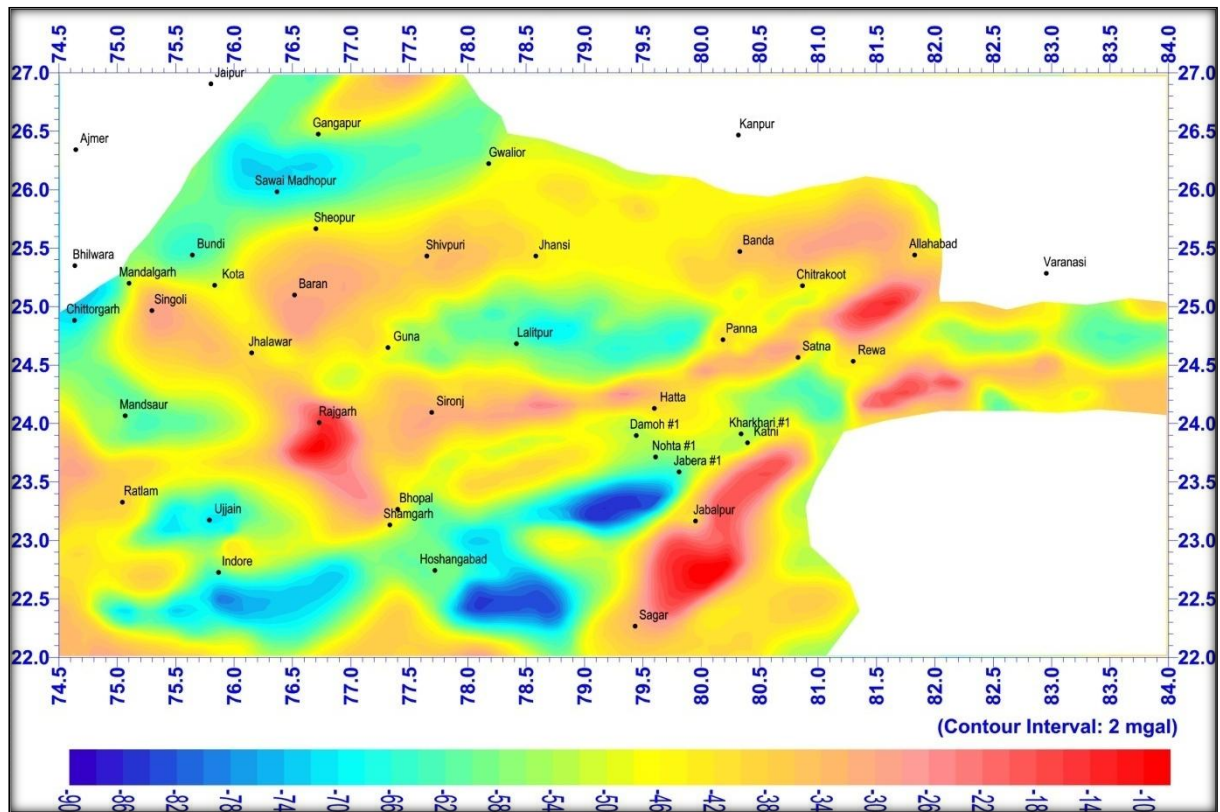 74.5 75.0 75.5 76.0 76.5 77.0 77.5 78.0 78.5 79.0 79.5 80.0 80.5 81.0 81.5 82.0 82.5 83.0 83.5 84.0
27.0 27.0
Jaipur
Gangapur
26.5 Kanpur 26.5
Ajmer
Gwalior
26.0 Sawai Madhopur 26.0
Sheopur
25.5 Bundi Shivpuri Jhansi Banda Allahabad 25.5
Bhilwara Varanasi
Mandalgarh Kota Baran Chitrakoot
25.0 Chittorgarh Singoli 25.0
Guna Lalitpur Panna
Jhalawar Satna Rewa
24.5 24.5
Hatta
Mandsaur Rajgarh Sironj
24.0 Damoh #1 Kharkhari #1 24.0
Katni
Nohta #1
Jabera #1
23.5 23.5
Ratlam Bhopal
Ujjain Shamgarh Jabalpur
23.0 23.0
Indore Hoshangabad
22.5 22.5
Sagar
22.0 22.0
74.5 75.0 75.5 76.0 76.5 77.0 77.5 78.0 78.5 79.0 79.5 80.0 80.5 81.0 81.5 82.0 82.5 83.0 83.5 84.0
(Contour Interval: 2 mgal)
-90 -86 -82 -78 -74 -70 -66 -62 -58 -54 -50 -46 -42 -38 -30 -26 -22 -18 -14 -10